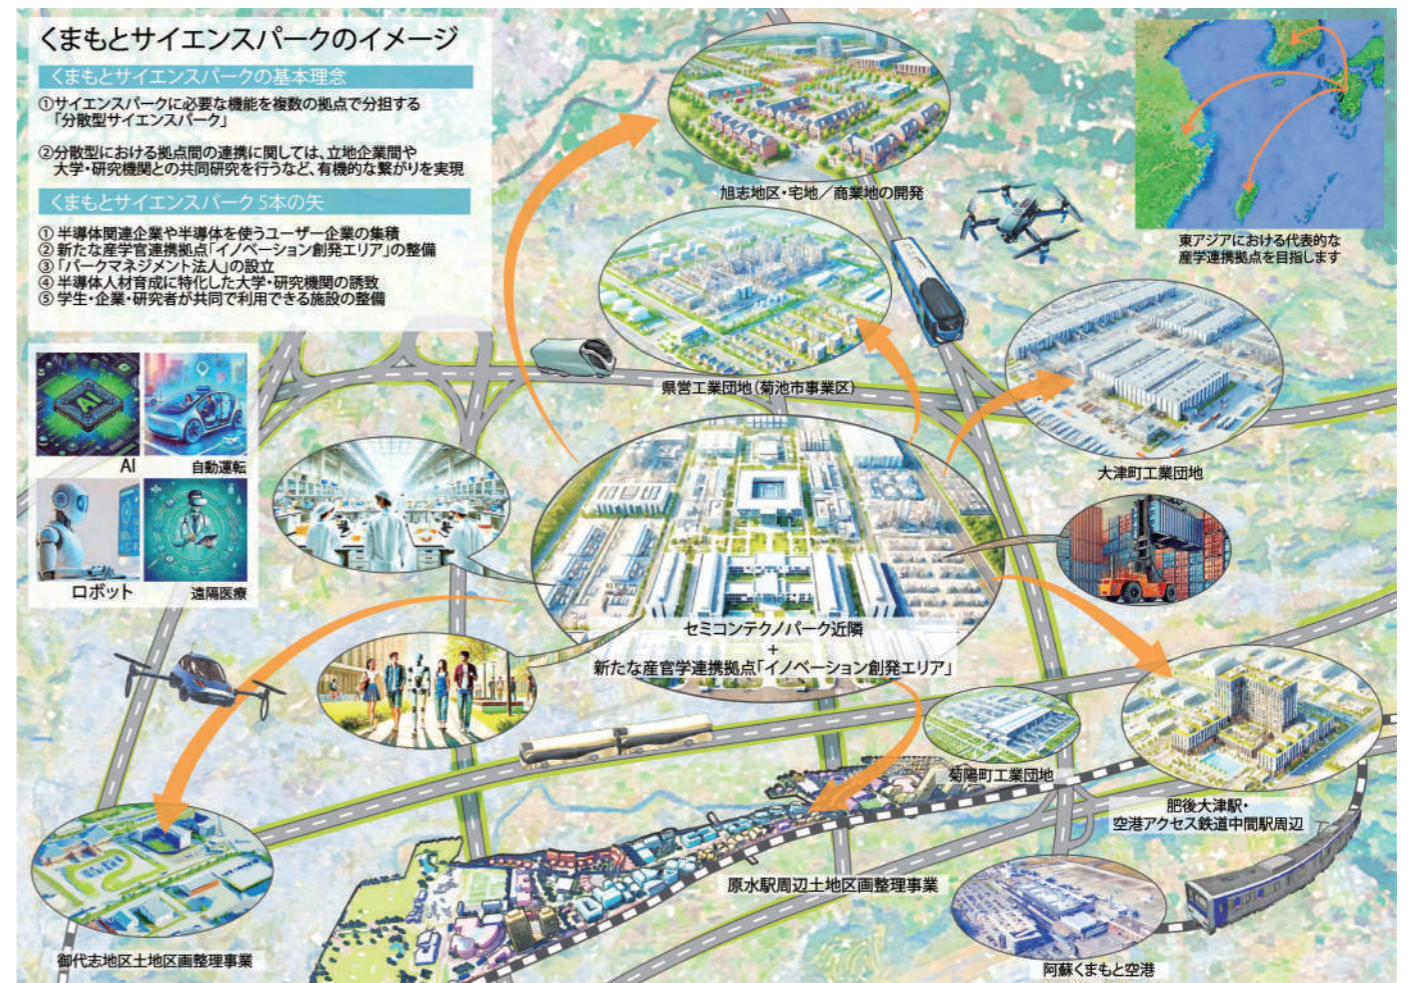 くまもとサイエンスパークのイメージ
くまもとサイエンスパークの基本理念
①サイエンスパークに必要な機能を複数の拠点で分担する
「分散型サイエンスパーク」
②分散型における拠点間の連携に関しては、立地企業間や
大学・研究機関との共同研究を行うなど、有機的な繋がりを実現
くまもとサイエンスパーク 5本の矢
① 半導体関連企業や半導体を使うユーザー企業の集積
② 新たな産学官連携拠点「イノベーション創発エリア」の整備
③「パークマネジメント法人」の設立
④ 半導体人材育成に特化した大学・研究機関の誘致
⑤ 学生・企業・研究者が共同で利用できる施設の整備
AI
AI
自動運転
ロボット
遠隔医療
旭志地区・宅地／商業地の開発
東アジアにおける代表的な
産学連携拠点を目指します
県営工業団地(菊池市事業区)
大津町工業団地
セミコンテクノパーク近隣
+
新たな産官学連携拠点「イノベーション創発エリア」
菊陽町工業団地
肥後大津駅・
空港アクセス鉄道中間駅周辺
原水駅周辺土地区画整理事業
御代志地区土地区画整理事業
阿蘇くまもと空港